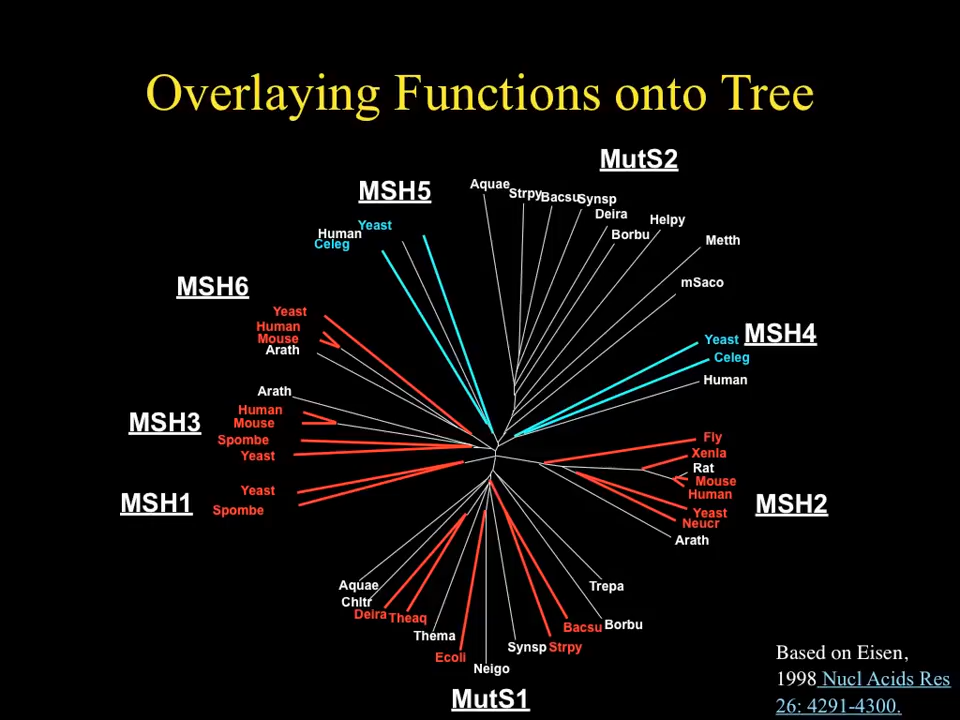 Overlaying Functions onto Tree
MutS2
MSH5
Aquae
Strpy
Bacsu
Synsp
Deira
Borbu
Helpy
Metth
mSaco
Yeast
Human
Celeg
MSH6
Yeast
Human
Mouse
Arath
MSH4
Yeast
Celeg
Human
MSH3
Arath
Human
Mouse
Spombe
Yeast
MSH1
Yeast
Spombe
MSH2
Fly
Xenla
Rat
Mouse
Human
Yeast
Neucr
Arath
Aquae
Chltr
Deira
Theaq
Thema
Ecoli
Neigo
Synsp
Strpy
Bacsu
Borbu
Trepa
MutS1
Based on Eisen,
1998 Nucl Acids Res
26: 4291-4300.